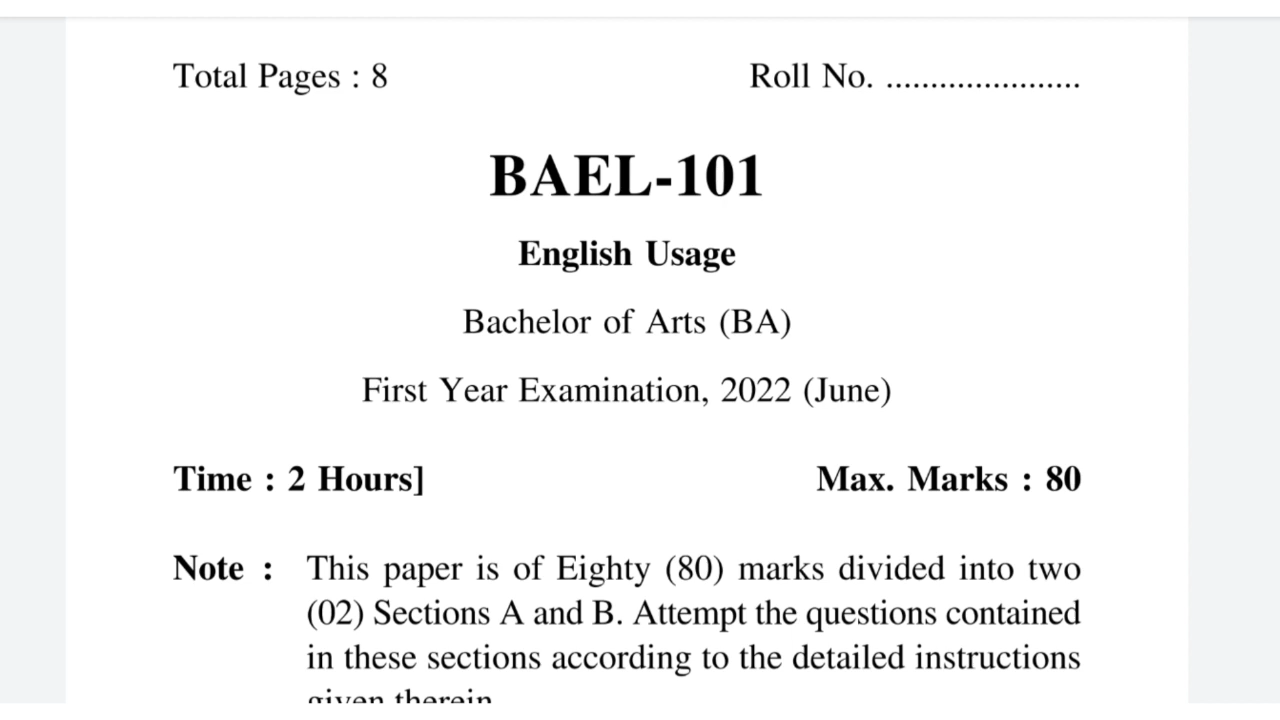 Total Pages : 8 Roll No. ......................
BAEL-101
English Usage
Bachelor of Arts (BA)
First Year Examination, 2022 (June)
Time : 2 Hours] Max. Marks : 80
Note : This paper is of Eighty (80) marks divided into two
(02) Sections A and B. Attempt the questions contained
in these sections according to the detailed instructions
given therein